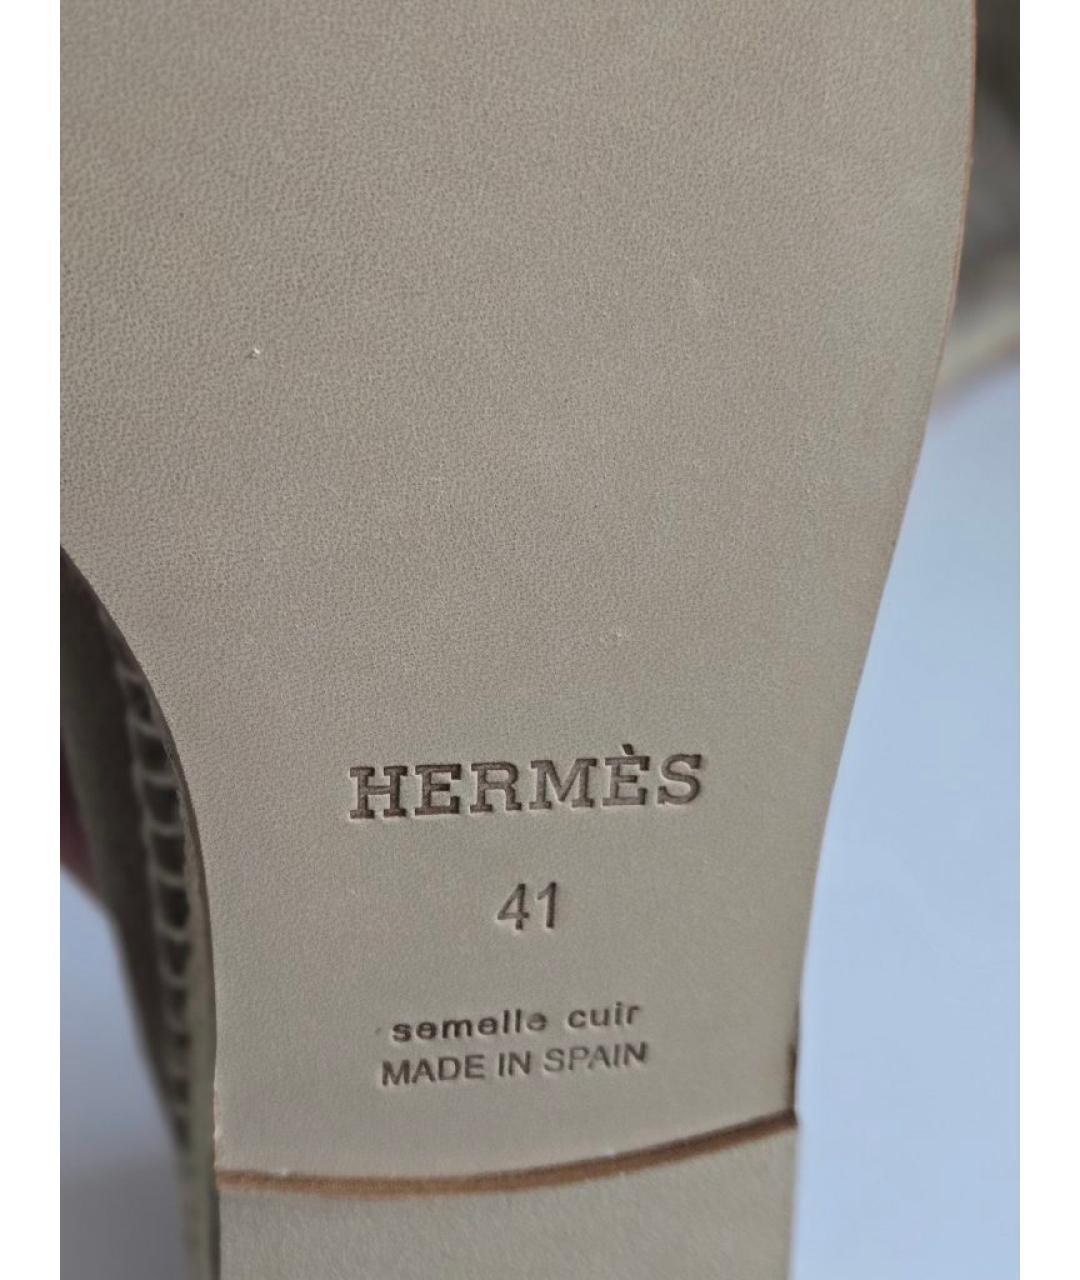 HERMÈS
41
semelle cuir
MADE IN SPAIN